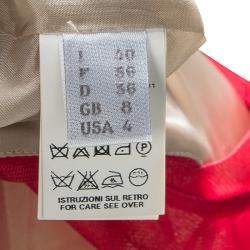 I 40
F 36
D 36
GB 8
USA 4
ISTRUZIONI SUL RETRO
FOR CARE SEE OVER